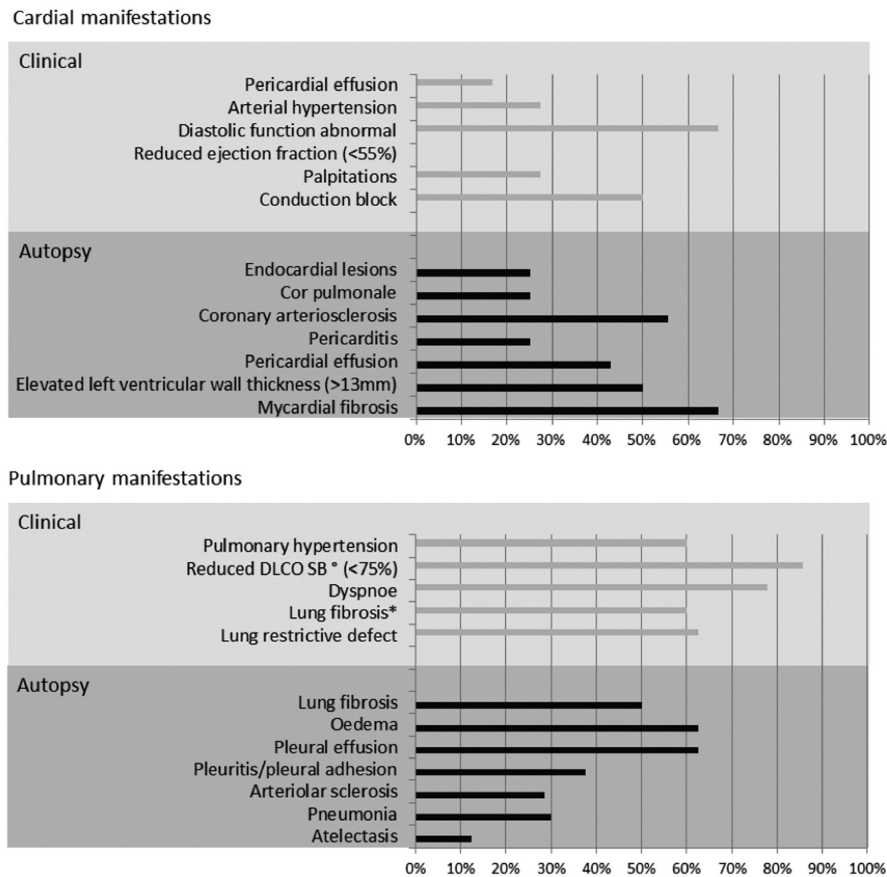 Cardial manifestations
Clinical
Pericardial effusion
Arterial hypertension
Diastolic function abnormal
Reduced ejection fraction (<55%)
Palpitations
Conduction block
Autopsy
Endocardial lesions
Cor pulmonale
Coronary arteriosclerosis
Pericarditis
Pericardial effusion
Elevated left ventricular wall thickness (>13mm)
Mycardial fibrosis
0% 10% 20% 30% 40% 50% 60% 70% 80% 90% 100%
Pulmonary manifestations
Clinical
Pulmonary hypertension
Reduced DLCO SB ° (<75%)
Dyspnoe
Lung fibrosis*
Lung restrictive defect
Autopsy
Lung fibrosis
Oedema
Pleural effusion
Pleuritis/pleural adhesion
Arteriolar sclerosis
Pneumonia
Atelectasis
0% 10% 20% 30% 40% 50% 60% 70% 80% 90% 100%